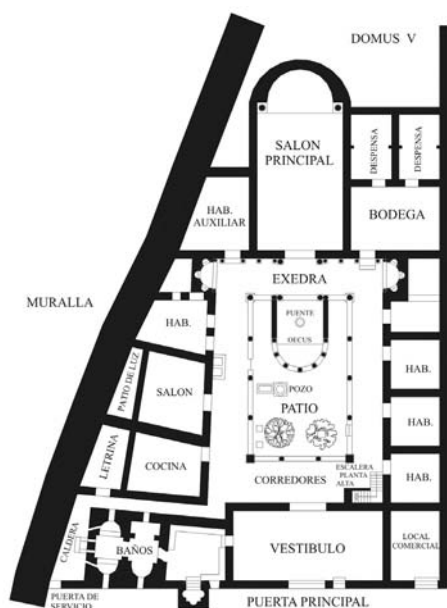 DOMUS V
SALON
PRINCIPAL
DESPENSA
DESPENSA
HAB.
AUXILIAR
BODEGA
EXEDRA
MURALLA
FUENTE
OECUS
HAB.
PATIO DE LUZ
SALON
POZO
PATIO
HAB.
HAB.
LETRINA
COCINA
CORREDORES
ESCALERA
PLANTA
ALTA
HAB.
CALDERA
BAÑOS
VESTIBULO
LOCAL
COMERCIAL
PUERTA DE
SERVICIO
PUERTA PRINCIPAL